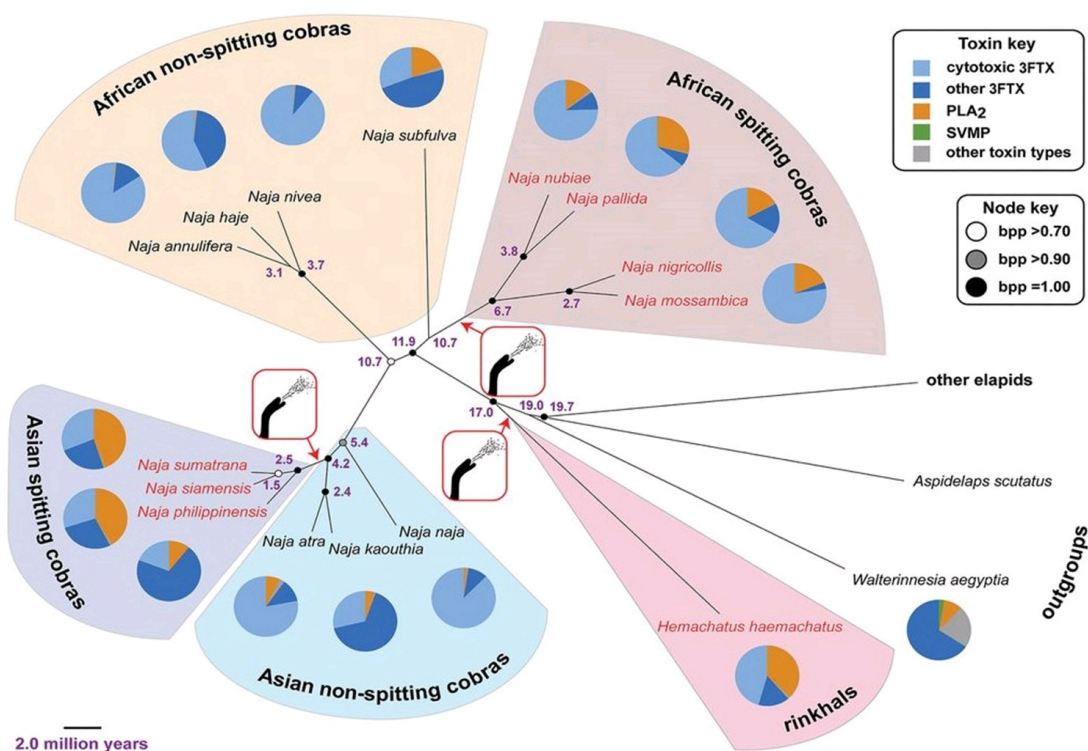 African non-spitting cobras
African spitting cobras
Toxin key
cytotoxic 3FTX
other 3FTX
PLA2
SVMP
other toxin types
Node key
bpp >0.70
bpp >0.90
bpp =1.00
Naja subfulva
Naja nivea
Naja haje
Naja annulifera
3.1
3.7
Naja nubiae
Naja pallida
3.8
Naja nigricollis
Naja mossambica
6.7
2.7
11.9
10.7
10.7
17.0
19.0
19.7
other elapids
Aspidelaps scutatus
Walterinnesia aegyptia
outgroups
Hemachatus haemachatus
rinkhals
Asian spitting cobras
Naja sumatrana
Naja siamensis
Naja philippinensis
2.5
1.5
4.2
5.4
2.4
Naja atra
Naja kaouthia
Naja naja
Asian non-spitting cobras
2.0 million years